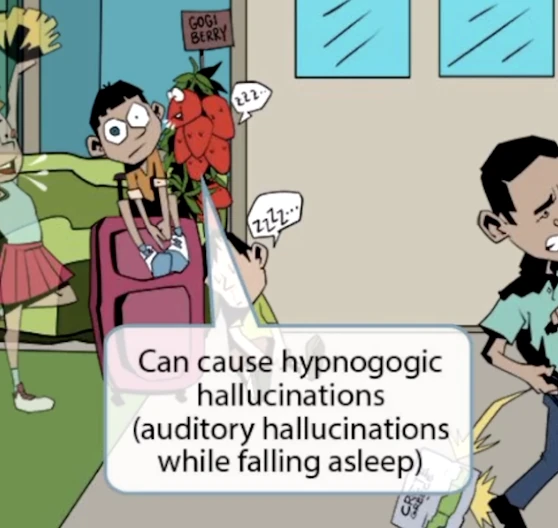 GOGI
BERRY
zzz..
zzz...
Can cause hypnogogic
hallucinations
(auditory hallucinations
while falling asleep)